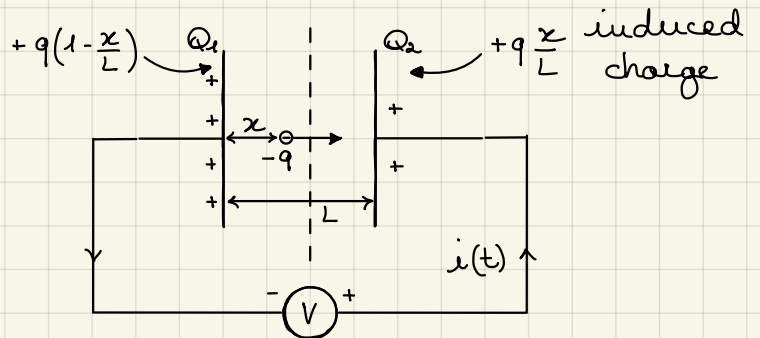 + q(1 - x/L)
Q1
Q2
+ q x/L
induced
charge
+
+
+
+
+
+
x
-q
L
i(t)
-
V
+